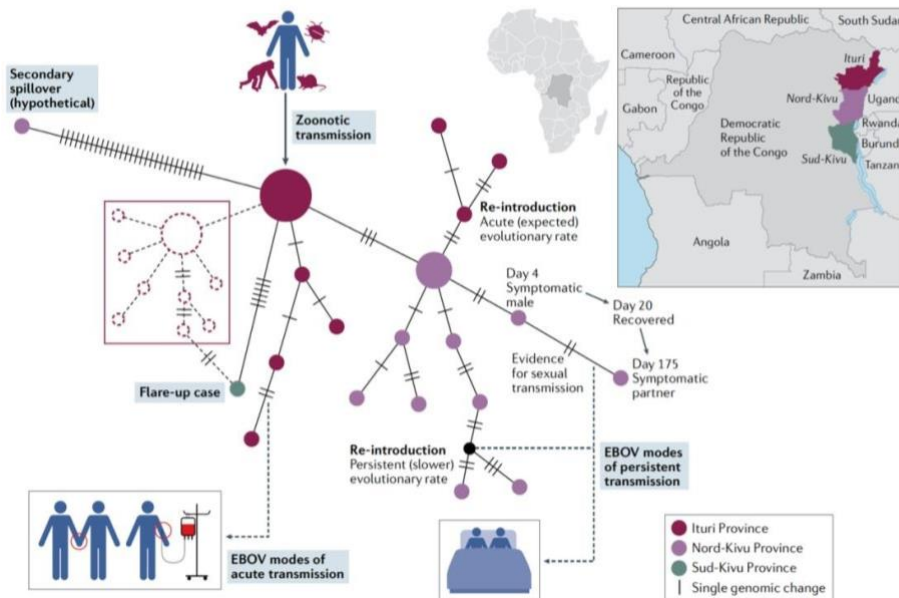 Secondary
spillover
(hypothetical)
Zoonotic
transmission
Re-introduction
Acute (expected)
evolutionary rate
Day 4
Symptomatic
male
Day 20
Recovered
Evidence
for sexual
transmission
Day 175
Symptomatic
partner
Flare-up case
Re-introduction
Persistent (slower)
evolutionary rate
EBOV modes
of persistent
transmission
EBOV modes of
acute transmission
Central African Republic
South Sudan
Cameroon
Ituri
Republic
of the
Congo
Gabon
Nord-Kivu
Uganda
Democratic
Republic
of the Congo
Rwanda
Burundi
Sud-Kivu
Tanzan
Angola
Zambia
Ituri Province
Nord-Kivu Province
Sud-Kivu Province
Single genomic change